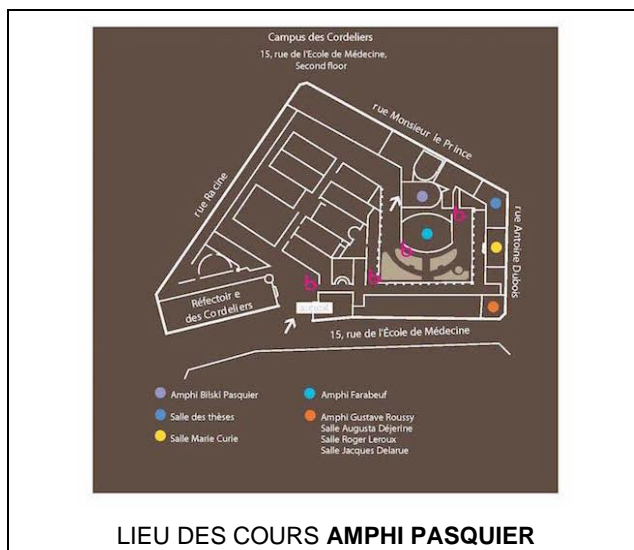 Campus des Cordeliers
15, rue de l'Ecole de Médecine,
Second floor
rue Monsieur le Prince
rue Racine
rue Antoine Dubois
Réfectoire
des Cordeliers
15, rue de l'École de Médecine
Amphi Bilski Pasquier
Salle des thèses
Salle Marie Curie
Amphi Farabeuf
Amphi Gustave Roussy
Salle Augusta Déjerine
Salle Roger Leroux
Salle Jacques Delarue
LIEU DES COURS AMPHI PASQUIER